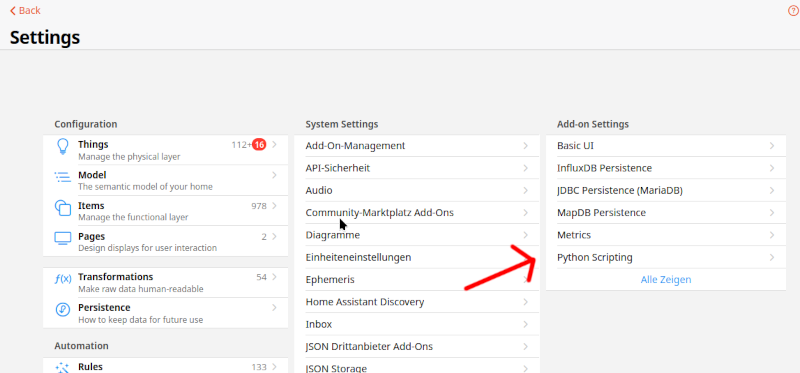 Back
?
Settings
Configuration
Things
112+ 16
Manage the physical layer
Model
The semantic model of your home
Items
978
Manage the functional layer
Pages
2
Design displays for user interaction
f(x)
Transformations
54
Make raw data human-readable
Persistence
How to keep data for future use
Automation
Rules
133
System Settings
Add-On-Management
API-Sicherheit
Audio
Community-Marktplatz Add-Ons
Diagramme
Einheiteneinstellungen
Ephemeris
Home Assistant Discovery
Inbox
JSON Drittanbieter Add-Ons
JSON Storage
Add-on Settings
Basic UI
InfluxDB Persistence
JDBC Persistence (MariaDB)
MapDB Persistence
Metrics
Python Scripting
Alle Zeigen